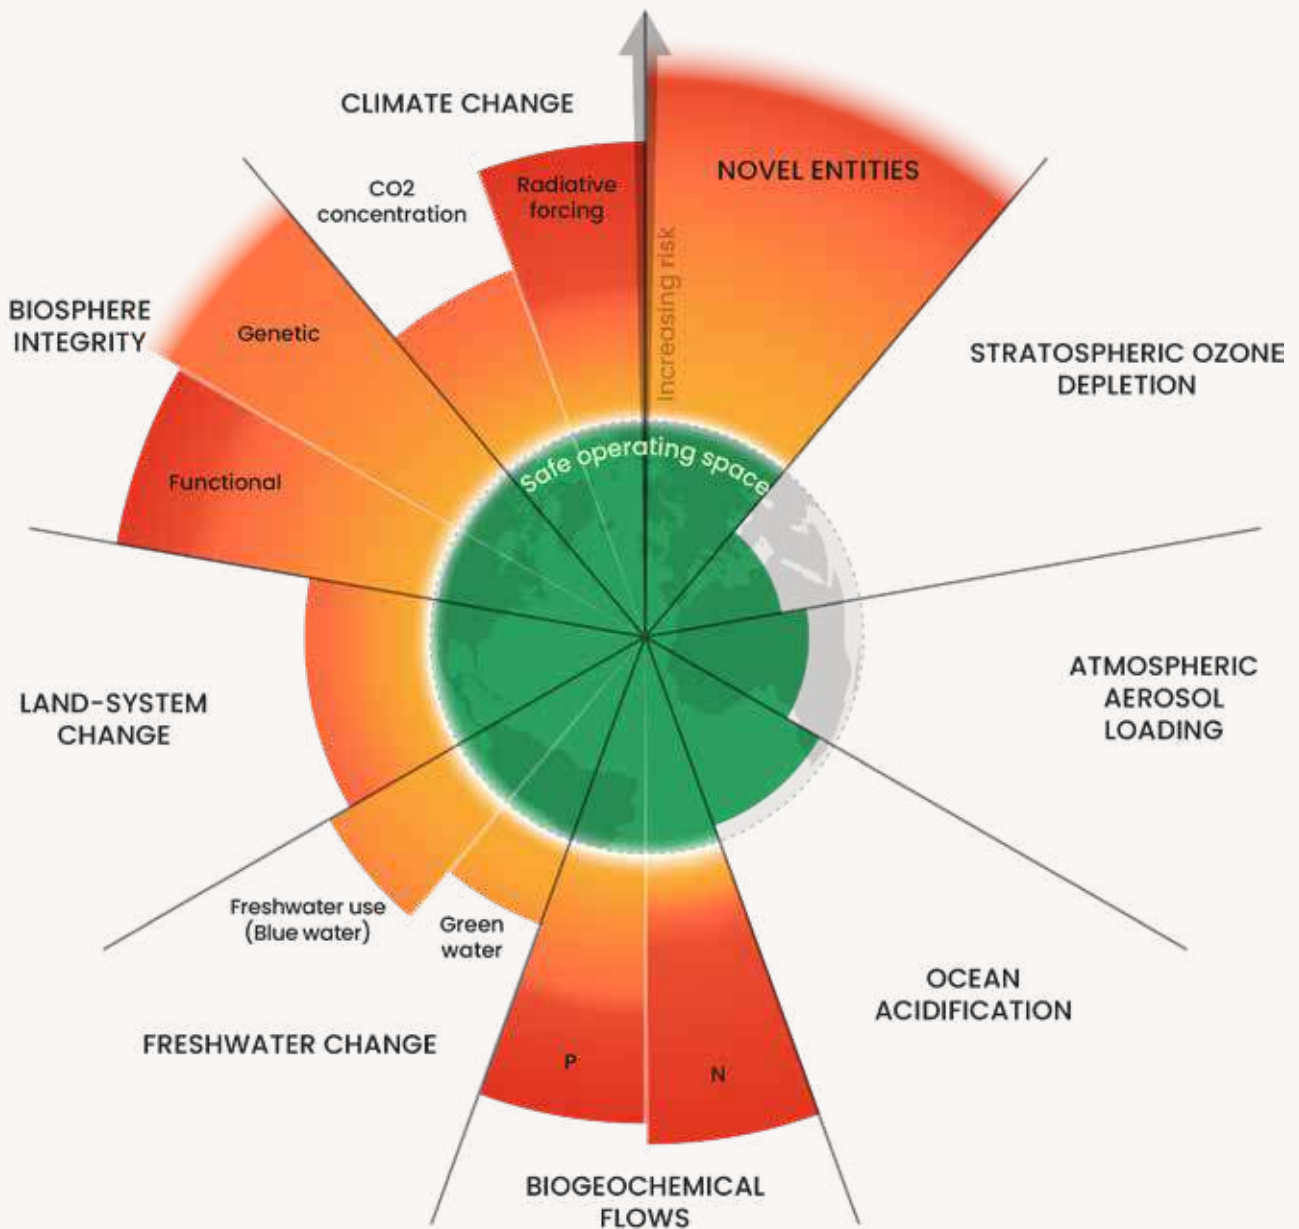 CLIMATE CHANGE
CO2
concentration
Radiative
forcing
NOVEL ENTITIES
Increasing risk
BIOSPHERE
INTEGRITY
Genetic
Functional
STRATOSPHERIC OZONE
DEPLETION
Safe operating space
ATMOSPHERIC
AEROSOL
LOADING
LAND-SYSTEM
CHANGE
Freshwater use
(Blue water)
Green
water
FRESHWATER CHANGE
OCEAN
ACIDIFICATION
P
N
BIOGEOCHEMICAL
FLOWS